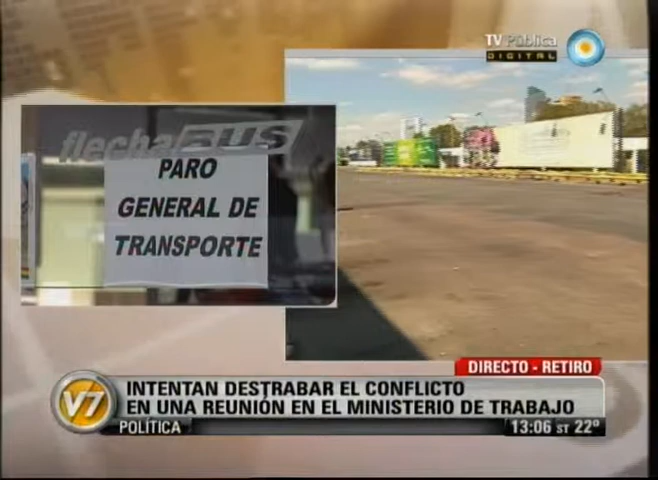 TV Pública
DIGITAL
flechaBUS
PARO
GENERAL DE
TRANSPORTE
DIRECTO - RETIRO
INTENTAN DESTRABAR EL CONFLICTO
EN UNA REUNIÓN EN EL MINISTERIO DE TRABAJO
V7
POLÍTICA
13:06 ST 22º